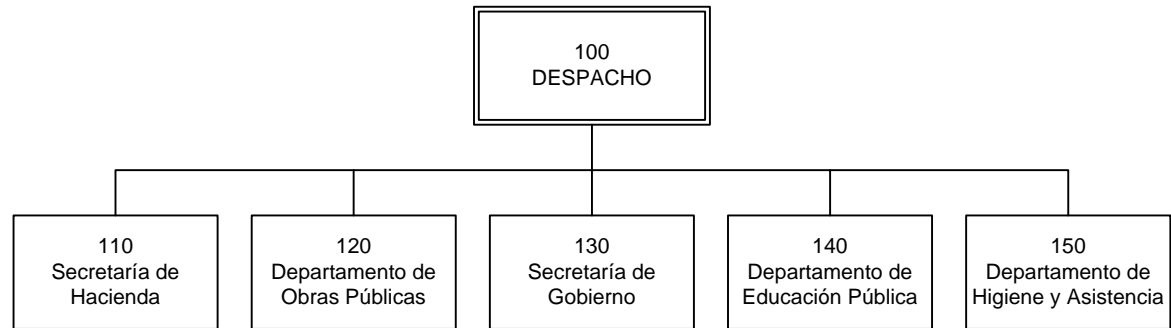 100
DESPACHO
110
Secretaría de
Hacienda
120
Departamento de
Obras Públicas
130
Secretaría de
Gobierno
140
Departamento de
Educación Pública
150
Departamento de
Higiene y Asistencia